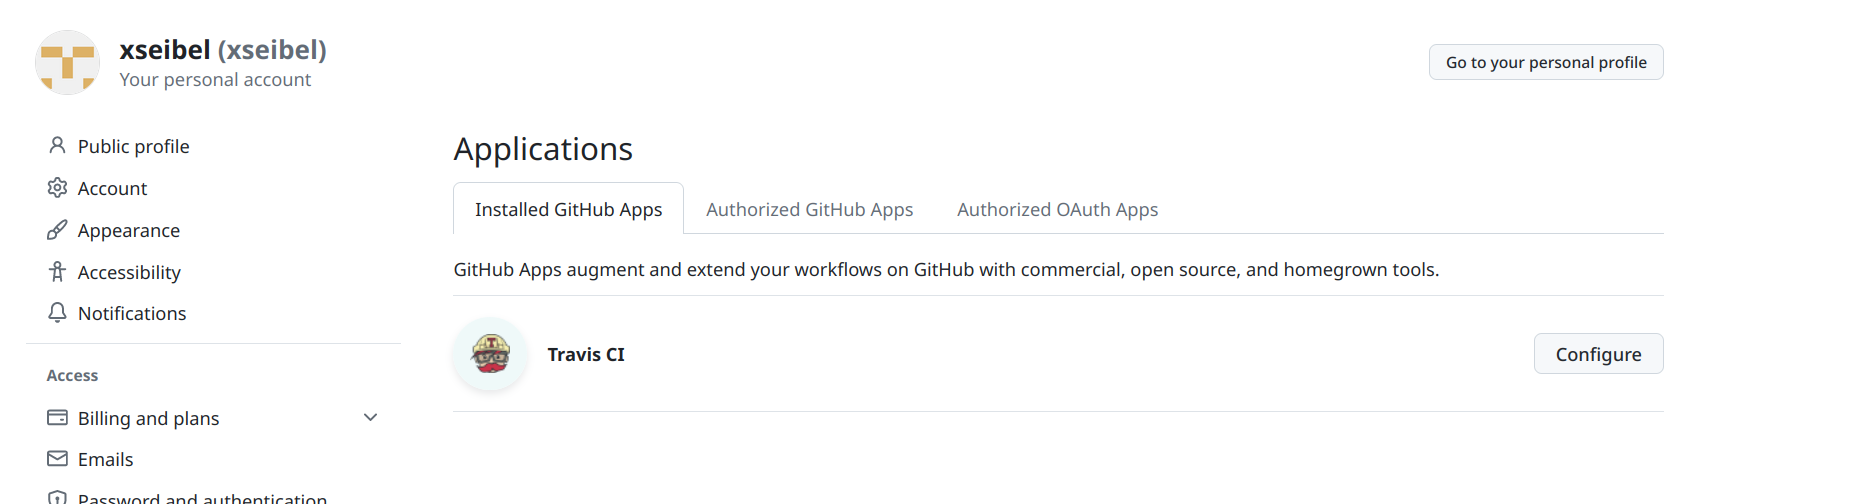 xseibel (xseibel)
Your personal account
Go to your personal profile
Public profile
Account
Appearance
Accessibility
Notifications
Access
Billing and plans
Emails
Password and authentication
Applications
Installed GitHub Apps
Authorized GitHub Apps
Authorized OAuth Apps
GitHub Apps augment and extend your workflows on GitHub with commercial, open source, and homegrown tools.
Travis CI
Configure